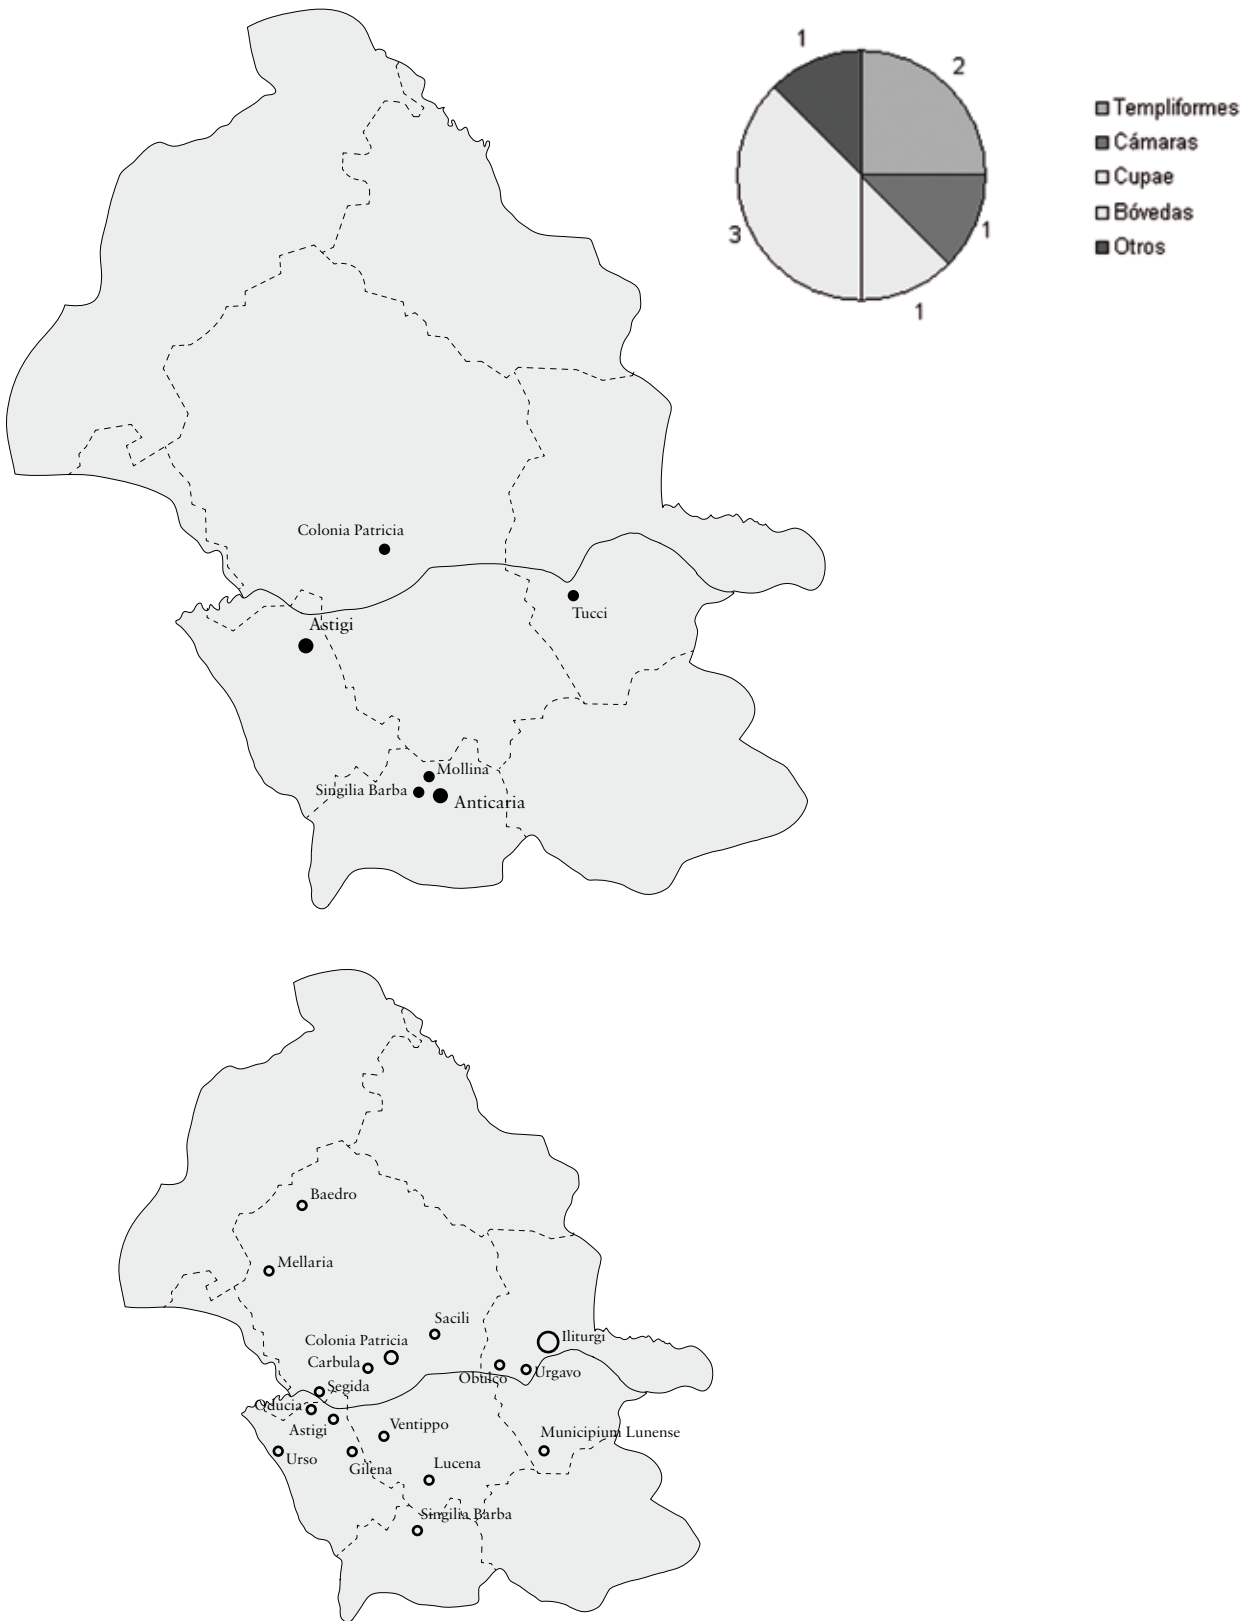 1
2
3
1
1
Templiformes
Cámaras
Cupae
Bóvedas
Otros
Colonia Patricia
Tucci
Astigi
Mollina
Singilia Barba
Anticaria
Baedro
Mellaria
Sacili
Colonia Patricia
Iliturgi
Carbula
Obulco
Urgavo
Segida
Oducia
Astigi
Ventippo
Municipium Lunense
Urso
Gilena
Lucena
Singilia Barba